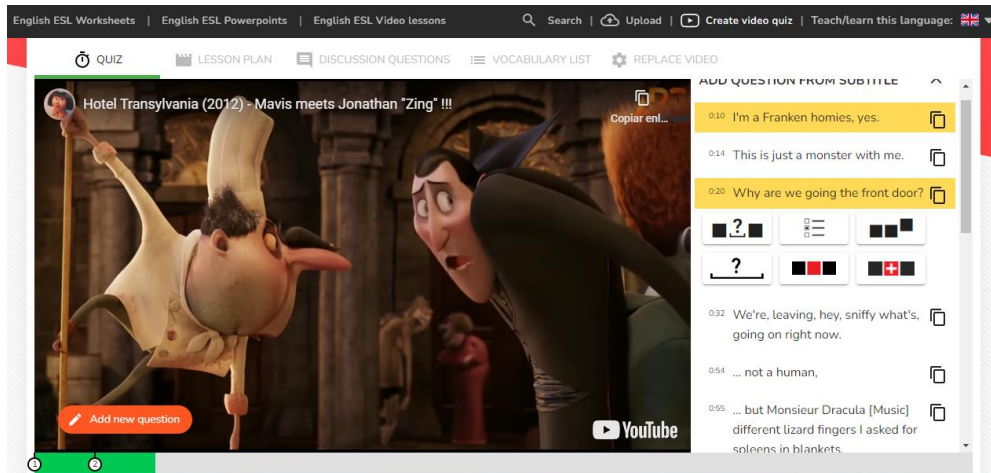 English ESL Worksheets | English ESL Powerpoints | English ESL Video lessons Search | Upload | Create video quiz | Teach/learn this language:
QUIZ LESSON PLAN DISCUSSION QUESTIONS VOCABULARY LIST REPLACE VIDEO
Hotel Transylvania (2012) - Mavis meets Jonathan "Zing" !!!
Copiar enl...
Add new question
YouTube
1 2
ADD QUESTION FROM SUBTITLE
0:10 I'm a Franken homies, yes.
0:14 This is just a monster with me.
0:20 Why are we going the front door?
?
?
0:32 We're, leaving, hey, sniffy what's,
going on right now.
0:54 ... not a human,
0:55 ... but Monsieur Dracula [Music]
different lizard fingers I asked for
spleens in blankets.